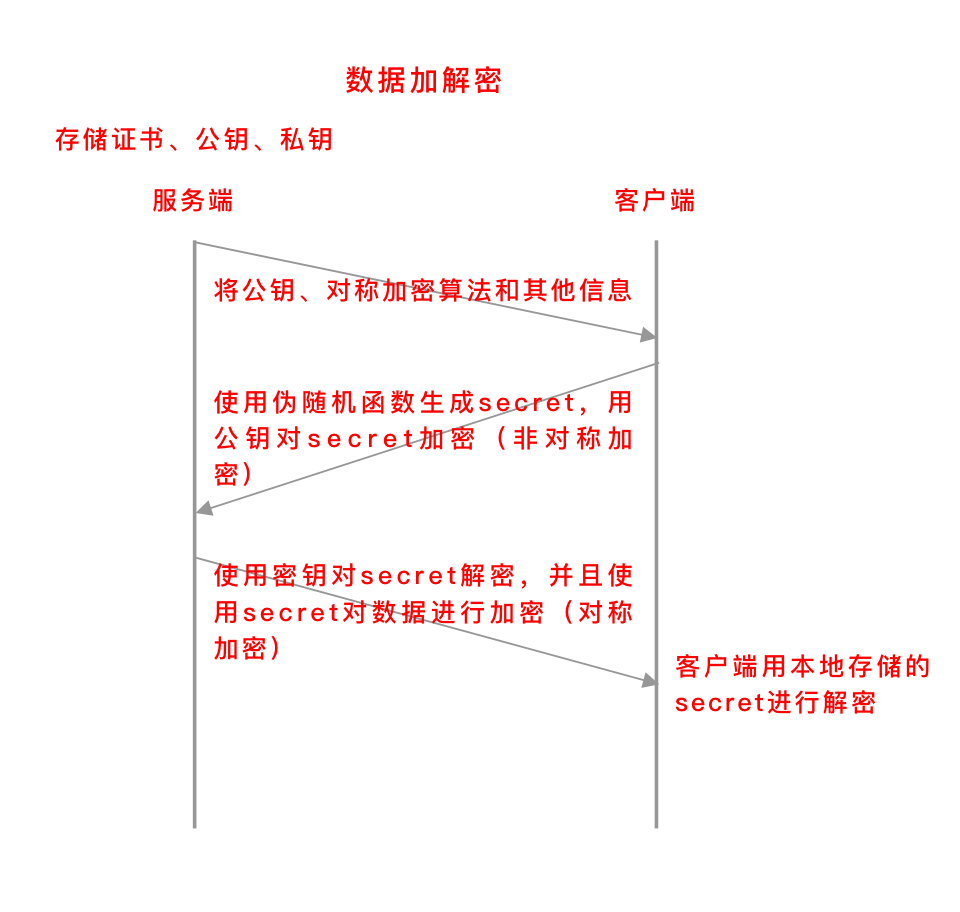 数据加解密
存储证书、公钥、私钥
服务端
客户端
将公钥、对称加密算法和其他信息
使用伪随机函数生成secret，用
公钥对secret加密（非对称加
密）
使用密钥对secret解密，并且使
用secret对数据进行加密（对称
加密）
客户端用本地存储的
secret进行解密